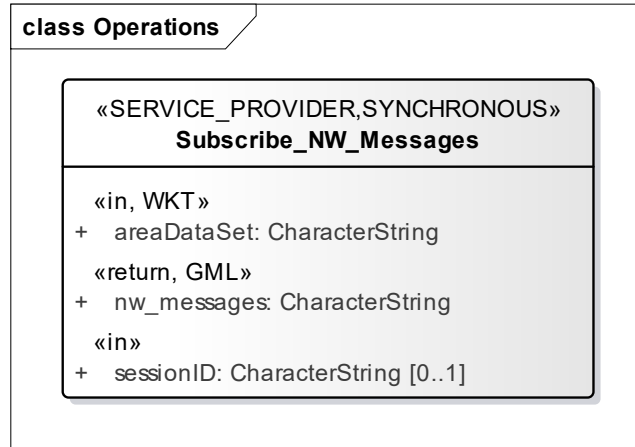 class Operations
«SERVICE_PROVIDER,SYNCHRONOUS»
Subscribe_NW_Messages
«in, WKT»
+ areaDataSet: CharacterString
«return, GML»
+ nw_messages: CharacterString
«in»
+ sessionID: CharacterString [0..1]